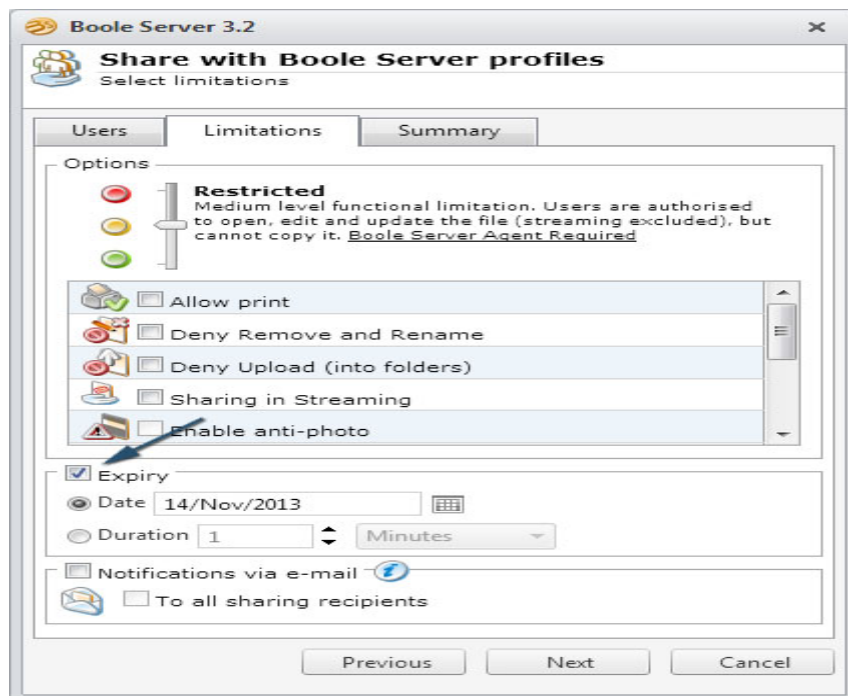 Boole Server 3.2
Share with Boole Server profiles
Select limitations
Users
Limitations
Summary
Options
Restricted
Medium level functional limitation. Users are authorised
to open, edit and update the file (streaming excluded), but
cannot copy it. Boole Server Agent Required
Allow print
Deny Remove and Rename
Deny Upload (into folders)
Sharing in Streaming
Enable anti-photo
Expiry
Date 14/Nov/2013
Duration 1 Minutes
Notifications via e-mail
To all sharing recipients
Previous
Next
Cancel